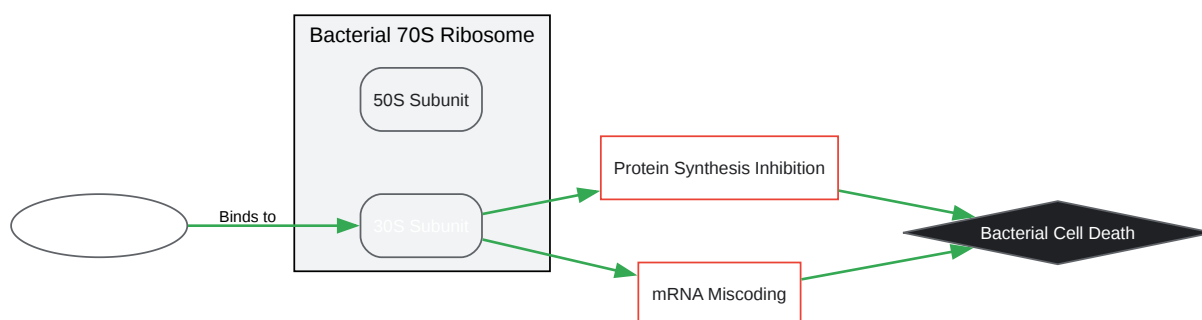 Bacterial 70S Ribosome
50S Subunit
Protein Synthesis Inhibition
Binds to
30S Subunit
Bacterial Cell Death
mRNA Miscoding